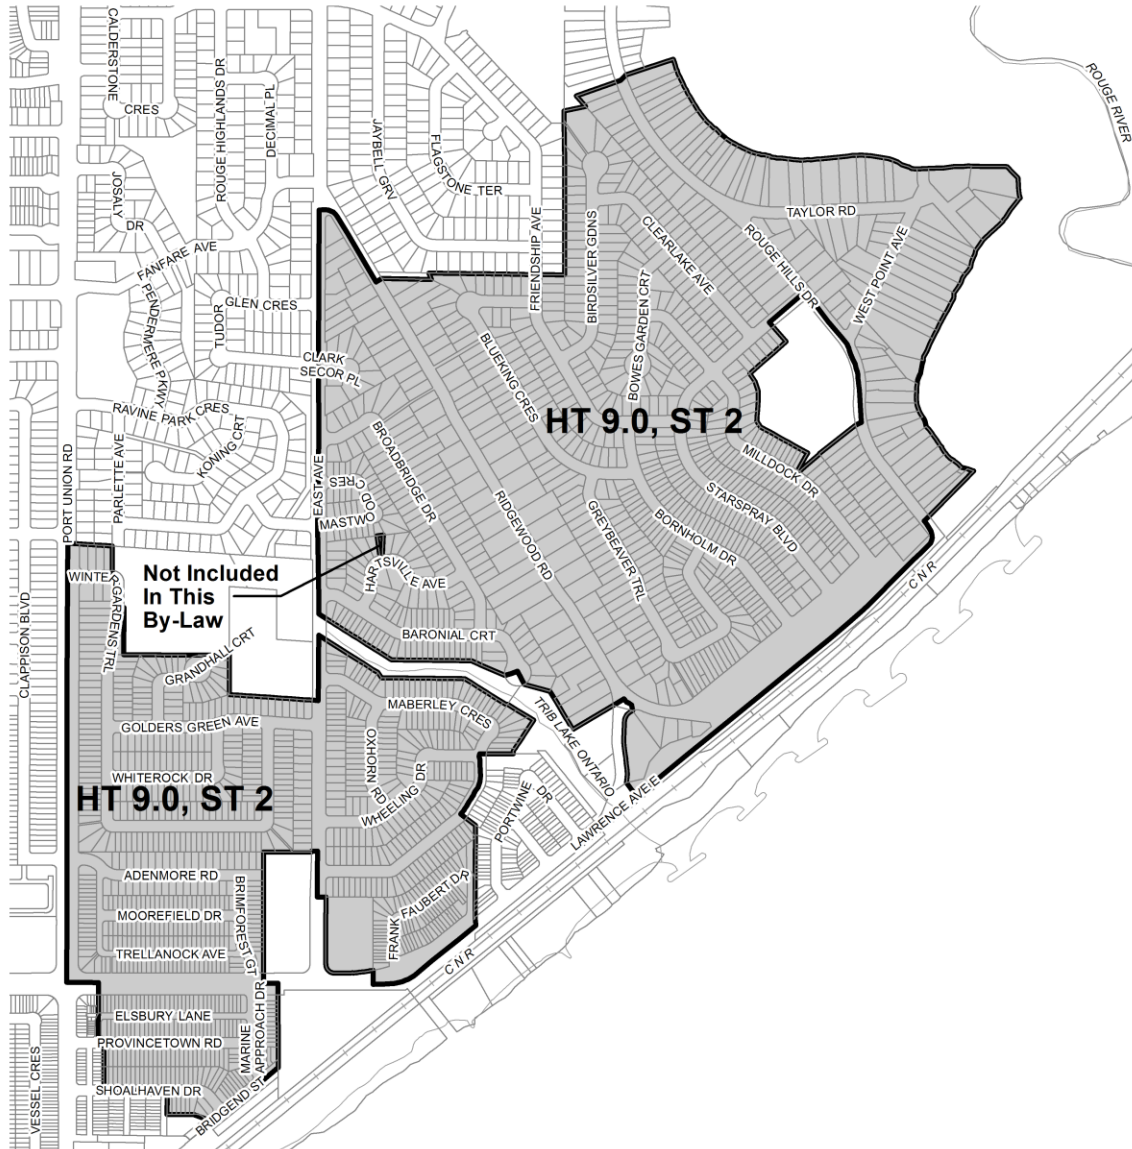 CALDERSTONE
CRES
ROUGE HIGHLANDS DR
DECIMAL PL
JAYBELL GRV
FLAGSTONE TER
ROUGE RIVER
JOSALY
DR
FANFARE AVE
FRIENDSHIP AVE
BIRDSILVER GDNS
CLEARLAKE AVE
TAYLOR RD
ROUGE HILLS DR
WEST POINT AVE
PENDERMERE PKWY
TUDOR
GLEN CRES
CLARK
SECOR PL
BLUEKING CRES
BOWES GARDEN CRT
RAVINE PARK CRES
KONING CRT
PARLETTE AVE
PORT UNION RD
EAST AVE
BROADBRIDGE DR
HT 9.0, ST 2
MILLDOCK DR
STARSPRAY BLVD
BORNHOLM DR
GREYBEAVER TRL
RIDGEWOOD RD
MASTWOOD CRES
HARTSVILLE AVE
Not Included
In This
By-Law
WINTER GARDENS TRL
CLAPPISON BLVD
GRANDHALL CRT
BARONIAL CRT
C N R
GOLDERS GREEN AVE
MABERLEY CRES
TRIB LAKE ONTARIO
OXHORN
RD
WHITEROCK DR
HT 9.0, ST 2
WHEELING DR
PORTWINE
DR
LAWRENCE AVE E
ADENMORE RD
BRIMFOREST GT
MOOREFIELD DR
FRANK
FAUBERT DR
TRELLANOCK AVE
C N R
ELSBURY LANE
PROVINCETOWN RD
MARINE
APPROACH DR
SHOALHAVEN DR
BRIDGEND ST
VESSEL CRES